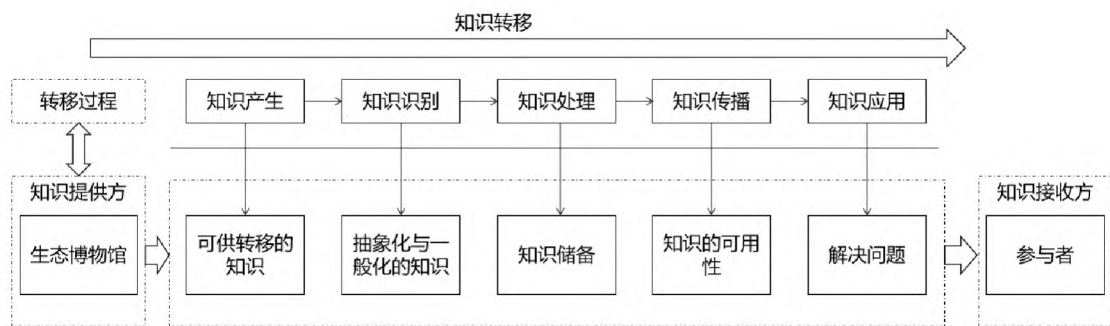 知识转移
转移过程
知识产生
知识识别
知识处理
知识传播
知识应用
知识提供方
生态博物馆
可供转移的
知识
抽象化与一
般化的知识
知识储备
知识的可用
性
解决问题
知识接收方
参与者